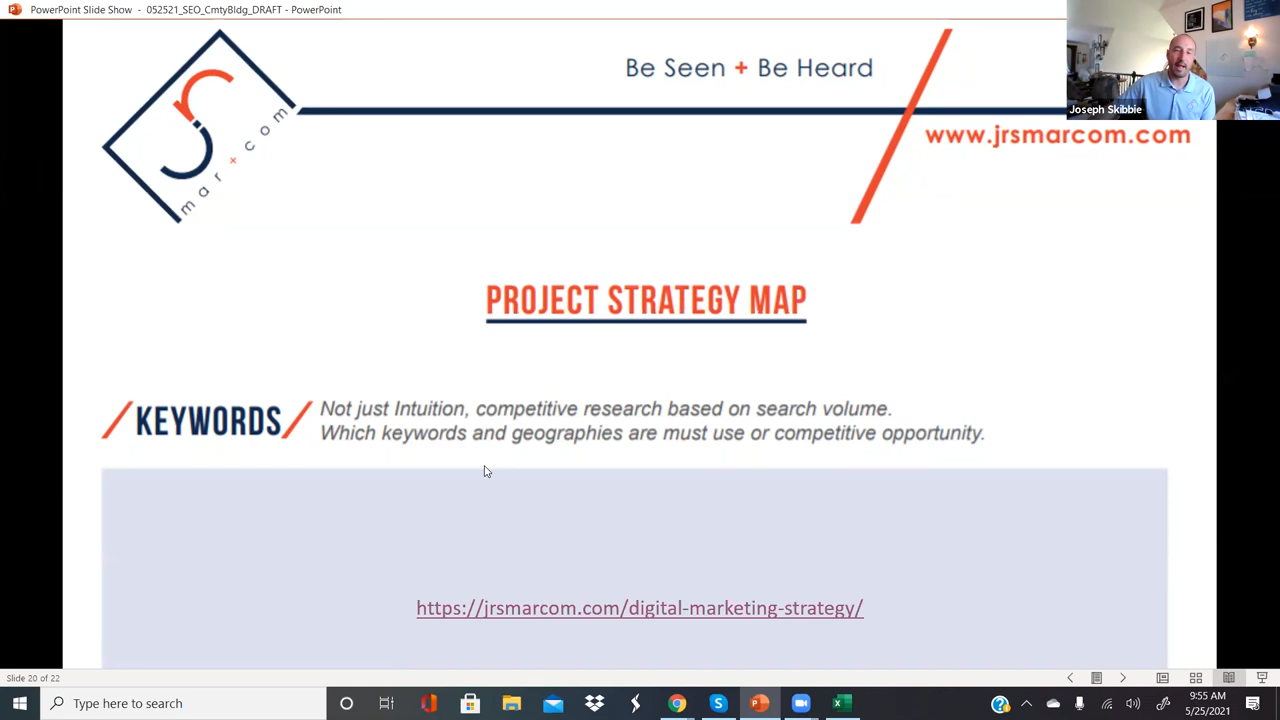 PowerPoint Slide Show - 052521_SEO_CmtyBldg_DRAFT - PowerPoint
Be Seen + Be Heard
Joseph Skibbie
www.jrsmarcom.com
jr
mar + com
PROJECT STRATEGY MAP
KEYWORDS
Not just Intuition, competitive research based on search volume.
Which keywords and geographies are must use or competitive opportunity.
https://jrsmarcom.com/digital-marketing-strategy/
Slide 20 of 22
Type here to search
9:55 AM
5/25/2021